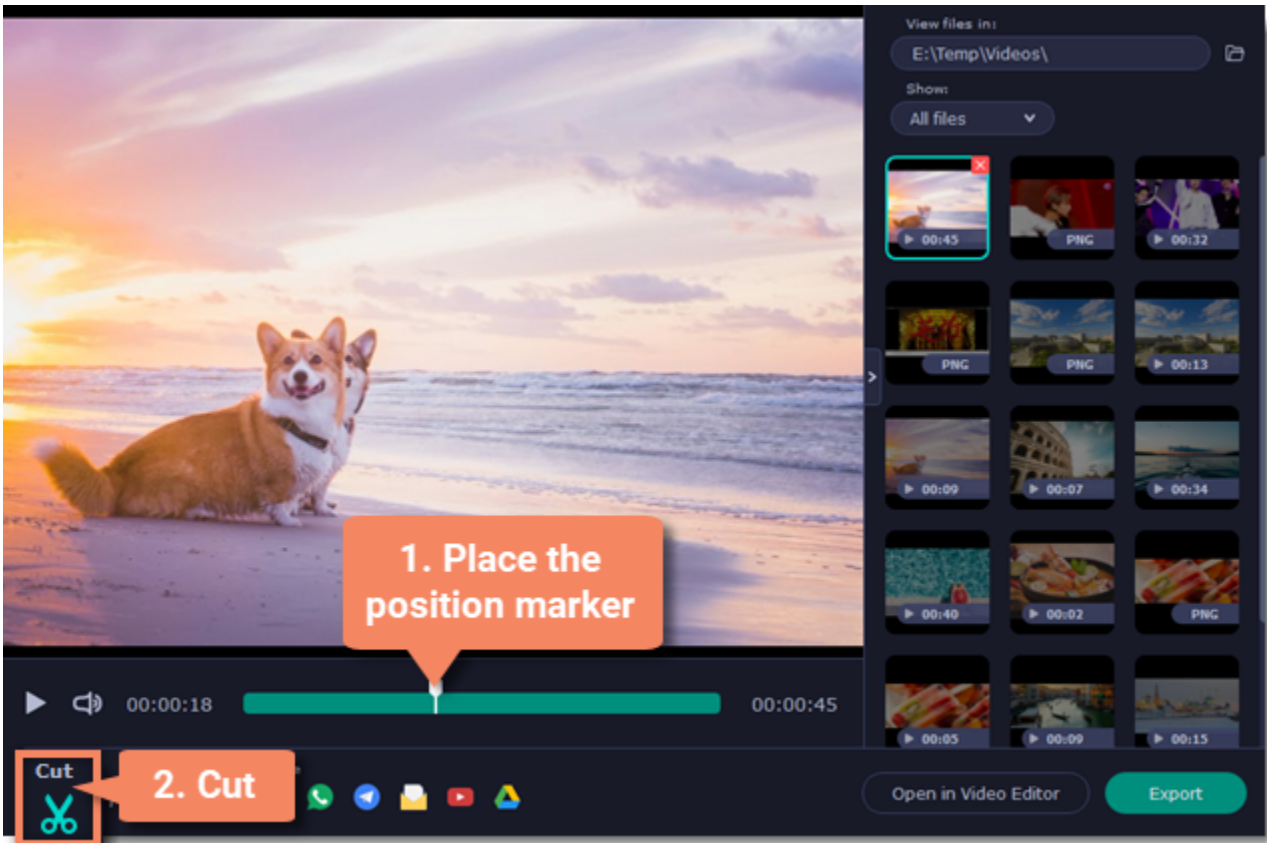 View files in:
E:\Temp\Videos\
Show:
All files
00:45
PNG
00:32
PNG
PNG
00:13
00:09
00:07
00:34
00:40
00:02
PNG
00:05
00:09
00:15
1. Place the
position marker
00:00:18
00:00:45
Cut
2. Cut
Open in Video Editor
Export